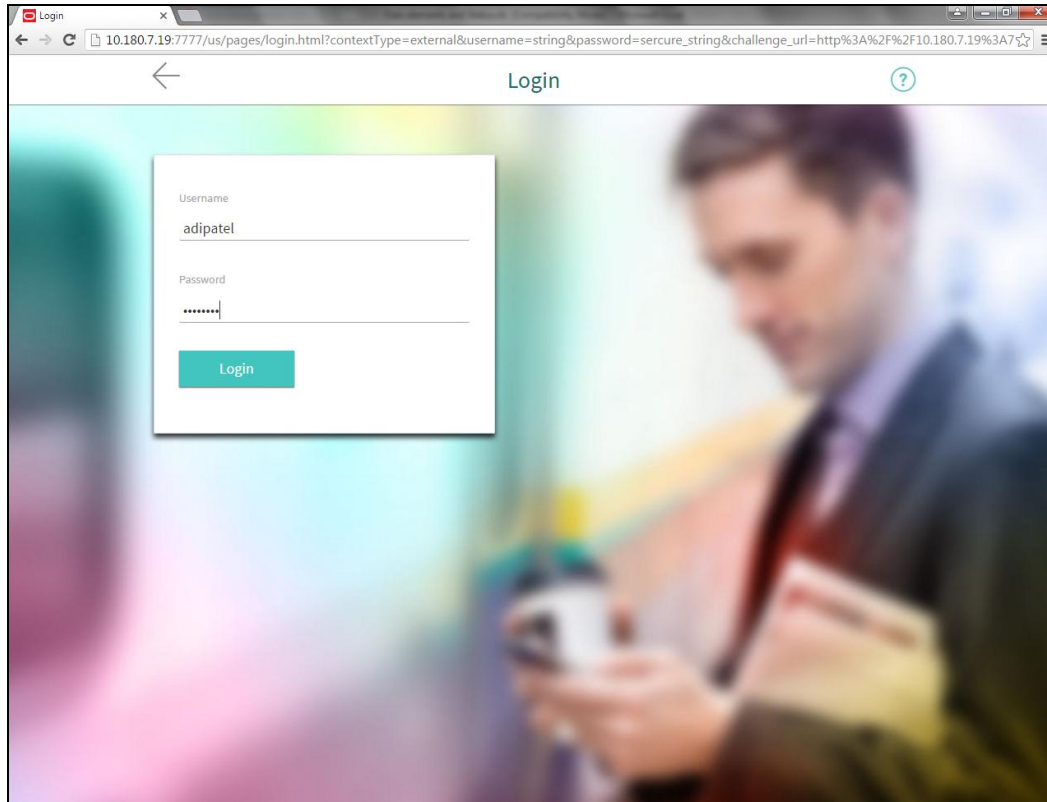 Login
10.180.7.19:7777/us/pages/login.html?contextType=external&username=string&password=sercure_string&challenge_url=http%3A%2F%2F10.180.7.19%3A7
Login
?
Username
adipatel
Password
••••••••
Login